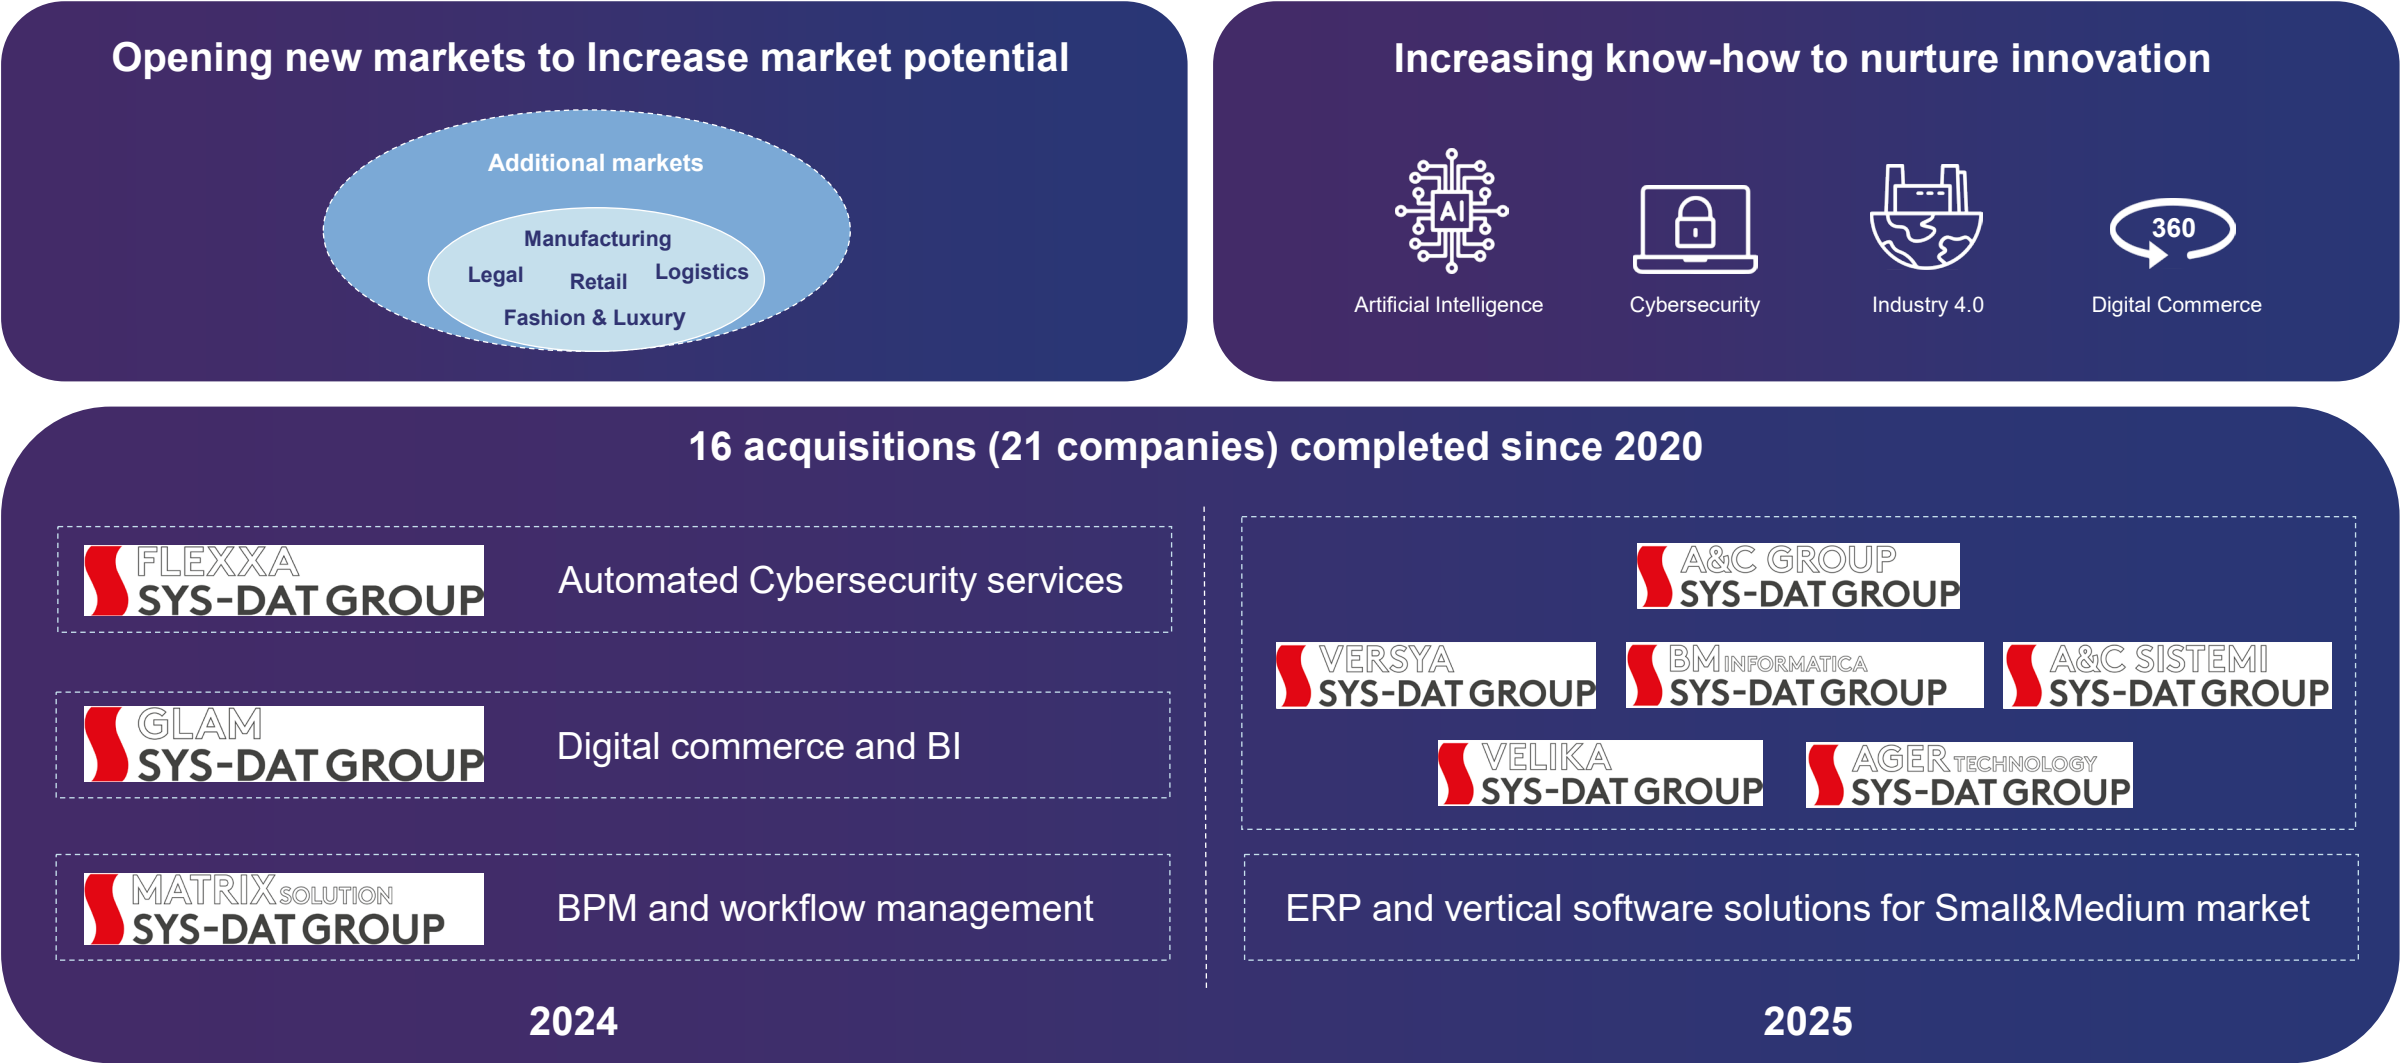 Opening new markets to Increase market potential
Additional markets
Manufacturing
Legal
Retail
Logistics
Fashion & Luxury
Increasing know-how to nurture innovation
AI
360
Artificial Intelligence
Cybersecurity
Industry 4.0
Digital Commerce
16 acquisitions (21 companies) completed since 2020
FLEXXA
SYS-DAT GROUP
Automated Cybersecurity services
GLAM
SYS-DAT GROUP
Digital commerce and BI
MATRIX SOLUTION
SYS-DAT GROUP
BPM and workflow management
2024
A&C GROUP
SYS-DAT GROUP
VERSYA
SYS-DAT GROUP
BM INFORMATICA
SYS-DAT GROUP
A&C SISTEMI
SYS-DAT GROUP
VELIKA
SYS-DAT GROUP
AGER TECHNOLOGY
SYS-DAT GROUP
ERP and vertical software solutions for Small&Medium market
2025